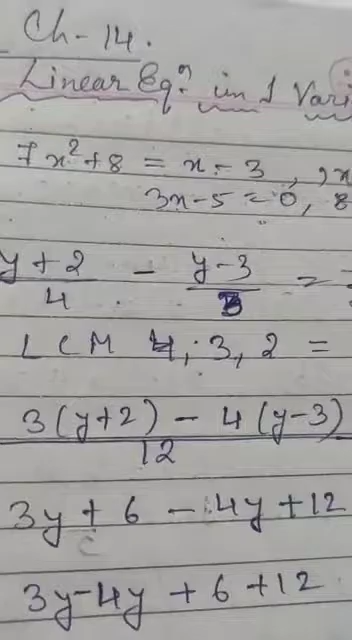 Ch-14.
Linear Eqn. in 1 Vari
7x²+8 = x-3 , x
3x-5=0, 8
y+2/4 - y-3/3 =
LCM 4, 3, 2 =
3(y+2) - 4(y-3)
12
3y+6-4y+12
3y-4y+6+12